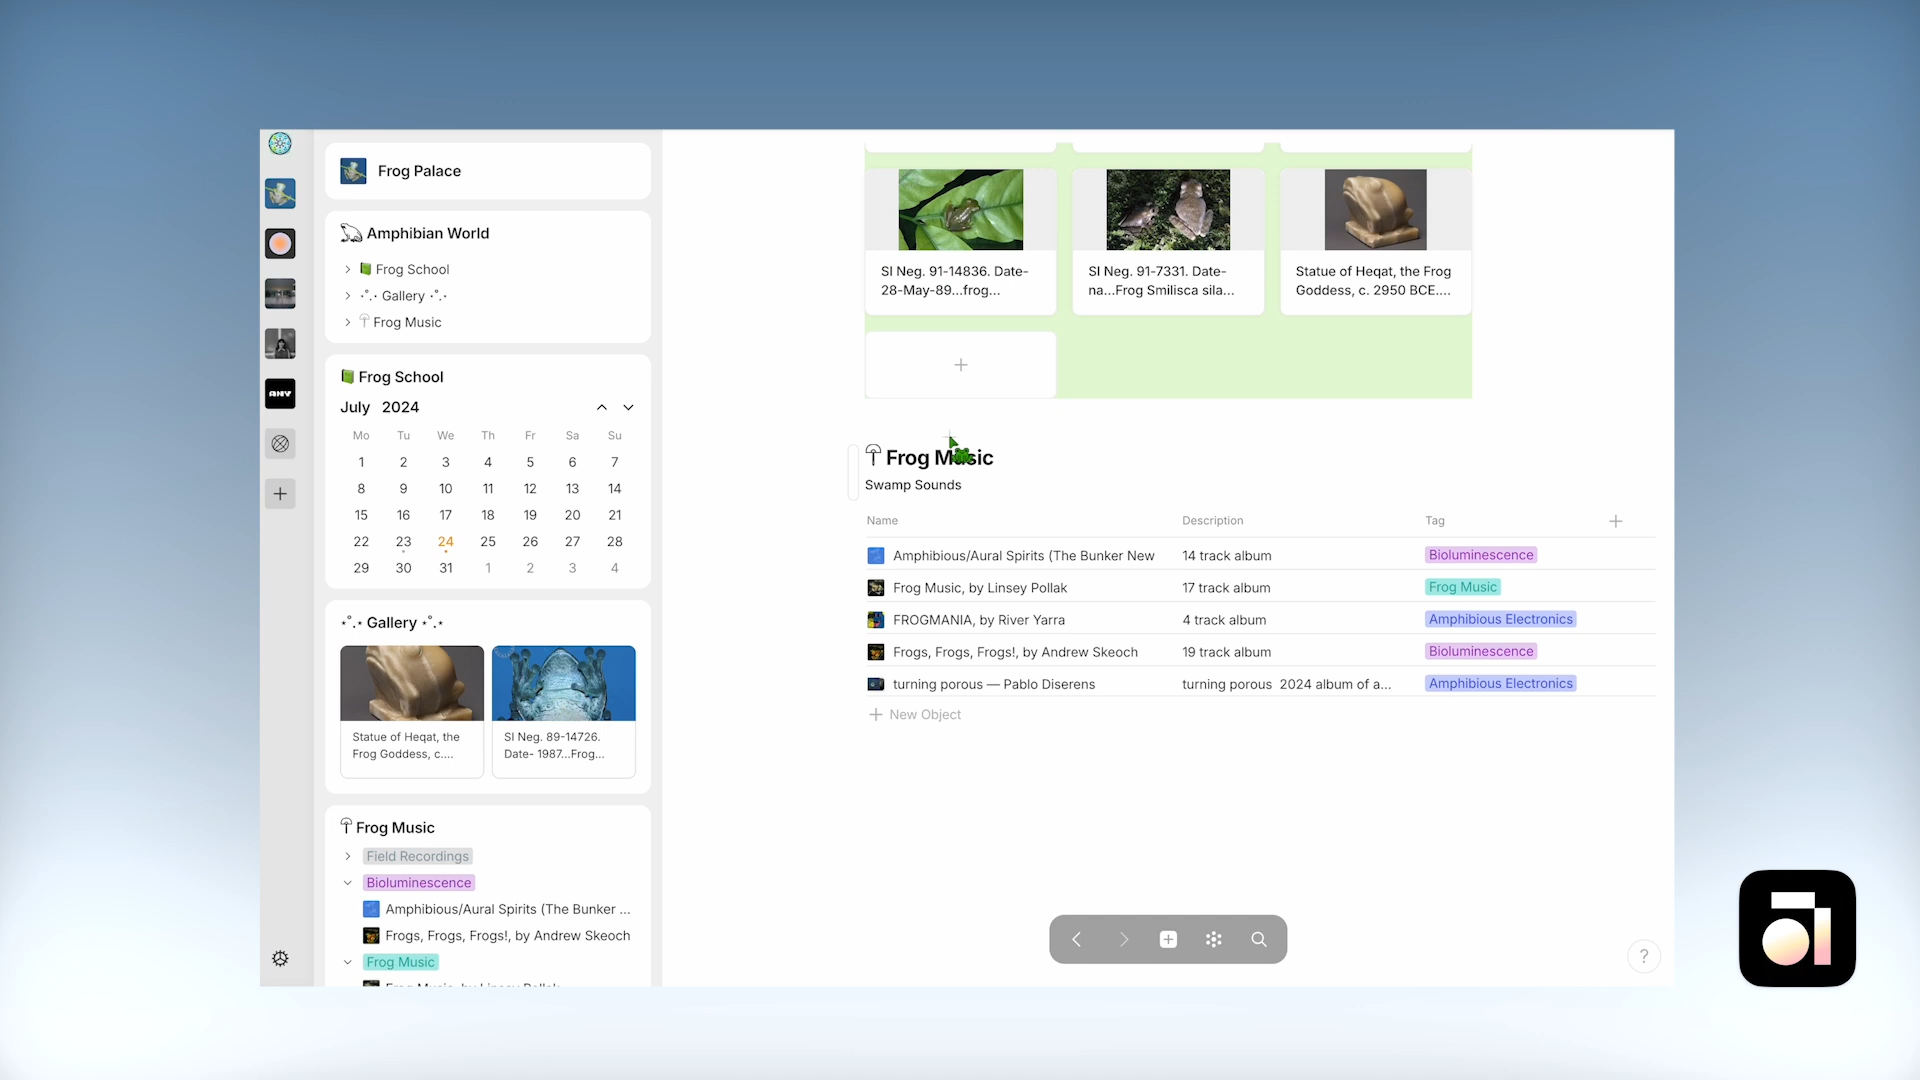 Frog Palace
Amphibian World
Frog School
Gallery
Frog Music
Frog School
July 2024
Mo Tu We Th Fr Sa Su
1 2 3 4 5 6 7
8 9 10 11 12 13 14
15 16 17 18 19 20 21
22 23 24 25 26 27 28
29 30 31 1 2 3 4
Gallery
Statue of Heqat, the
Frog Goddess, c....
SI Neg. 89-14726.
Date- 1987...Frog...
Frog Music
Field Recordings
Bioluminescence
Amphibious/Aural Spirits (The Bunker ...
Frogs, Frogs, Frogs!, by Andrew Skeoch
Frog Music
Frog Music, by Linsey Pollak
ANY
SI Neg. 91-14836. Date-
28-May-89...frog...
SI Neg. 91-7331. Date-
na...Frog Smilisca sila...
Statue of Heqat, the Frog
Goddess, c. 2950 BCE....
Frog Music
Swamp Sounds
Name Description Tag
Amphibious/Aural Spirits (The Bunker New 14 track album Bioluminescence
Frog Music, by Linsey Pollak 17 track album Frog Music
FROGMANIA, by River Yarra 4 track album Amphibious Electronics
Frogs, Frogs, Frogs!, by Andrew Skeoch 19 track album Bioluminescence
turning porous — Pablo Diserens turning porous 2024 album of a... Amphibious Electronics
New Object
?